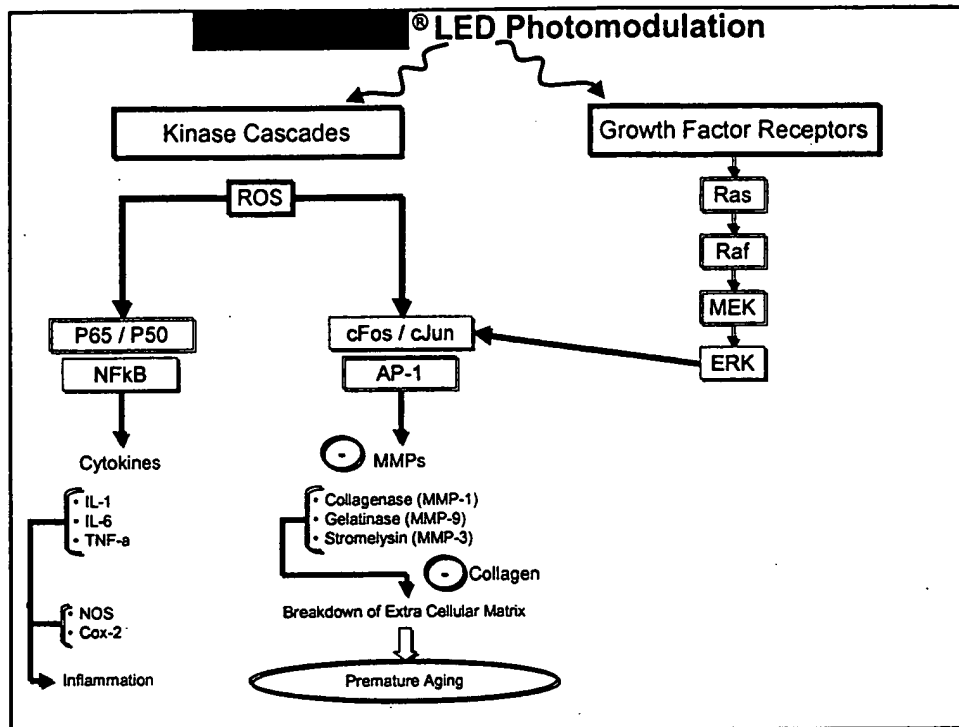 ® LED Photomodulation
Kinase Cascades
Growth Factor Receptors
ROS
Ras
Raf
MEK
ERK
P65 / P50
NFkB
cFos / cJun
AP-1
Cytokines
• IL-1
• IL-6
• TNF-a
• NOS
• Cox-2
Inflammation
- MMPs
• Collagenase (MMP-1)
• Gelatinase (MMP-9)
• Stromelysin (MMP-3)
- Collagen
Breakdown of Extra Cellular Matrix
Premature Aging